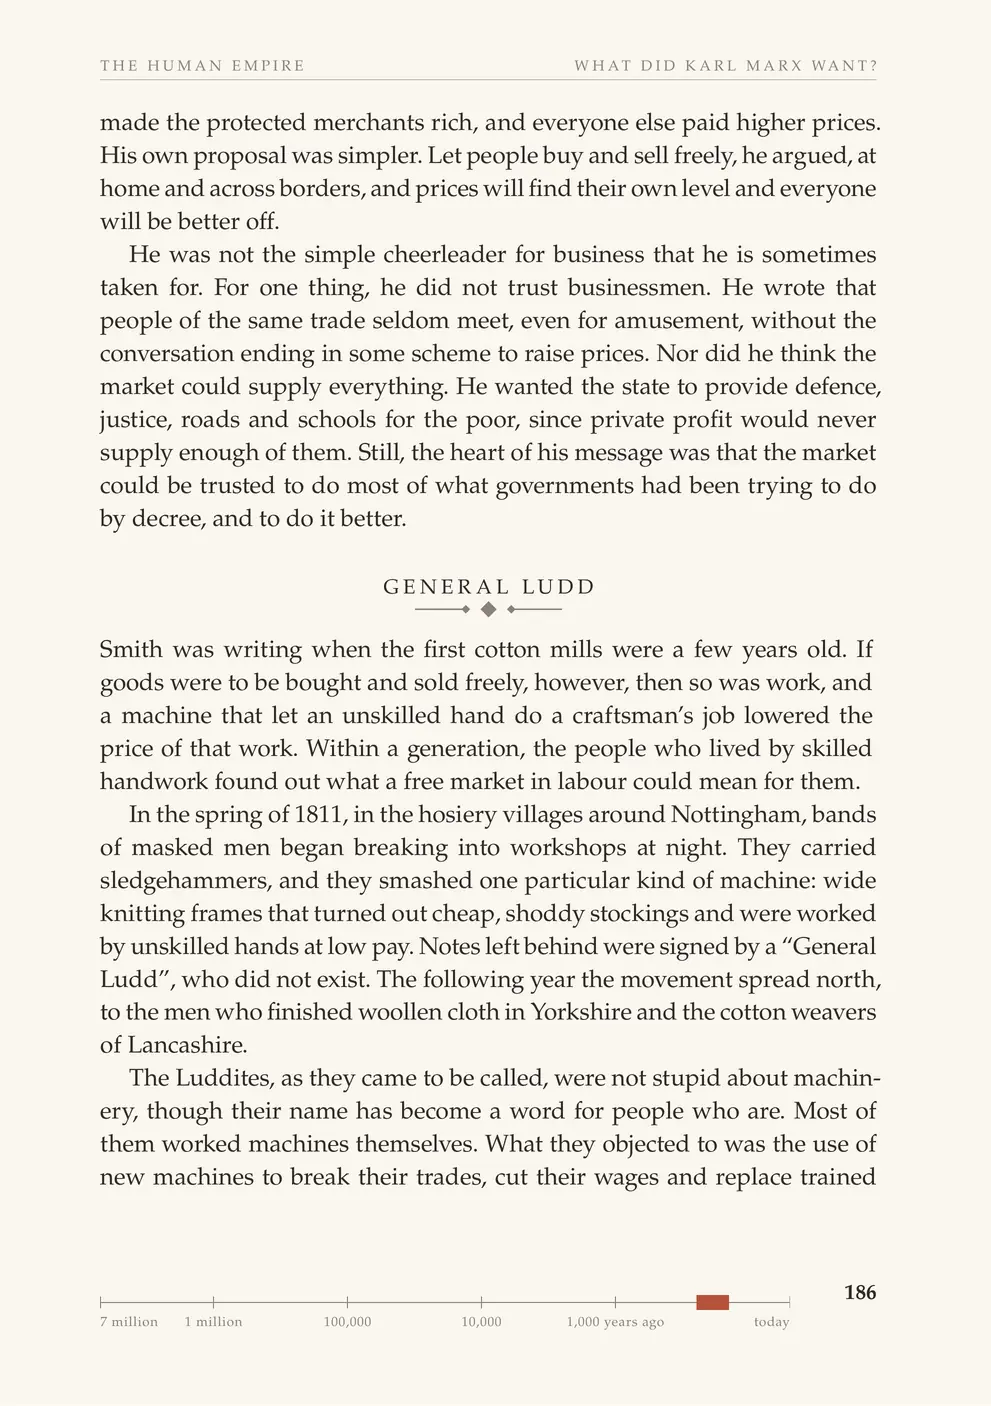 THE HUMAN EMPIRE
WHAT DID KARL MARX WANT?
made the protected merchants rich, and everyone else paid higher prices.
His own proposal was simpler. Let people buy and sell freely, he argued, at
home and across borders, and prices will find their own level and everyone
will be better off.
He was not the simple cheerleader for business that he is sometimes
taken for. For one thing, he did not trust businessmen. He wrote that
people of the same trade seldom meet, even for amusement, without the
conversation ending in some scheme to raise prices. Nor did he think the
market could supply everything. He wanted the state to provide defence,
justice, roads and schools for the poor, since private profit would never
supply enough of them. Still, the heart of his message was that the market
could be trusted to do most of what governments had been trying to do
by decree, and to do it better.
GENERAL LUDD
Smith was writing when the first cotton mills were a few years old. If
goods were to be bought and sold freely, however, then so was work, and
a machine that let an unskilled hand do a craftsman’s job lowered the
price of that work. Within a generation, the people who lived by skilled
handwork found out what a free market in labour could mean for them.
In the spring of 1811, in the hosiery villages around Nottingham, bands
of masked men began breaking into workshops at night. They carried
sledgehammers, and they smashed one particular kind of machine: wide
knitting frames that turned out cheap, shoddy stockings and were worked
by unskilled hands at low pay. Notes left behind were signed by a “General
Ludd”, who did not exist. The following year the movement spread north,
to the men who finished woollen cloth in Yorkshire and the cotton weavers
of Lancashire.
The Luddites, as they came to be called, were not stupid about machin-
ery, though their name has become a word for people who are. Most of
them worked machines themselves. What they objected to was the use of
new machines to break their trades, cut their wages and replace trained
186
7 million 1 million 100,000 10,000 1,000 years ago today